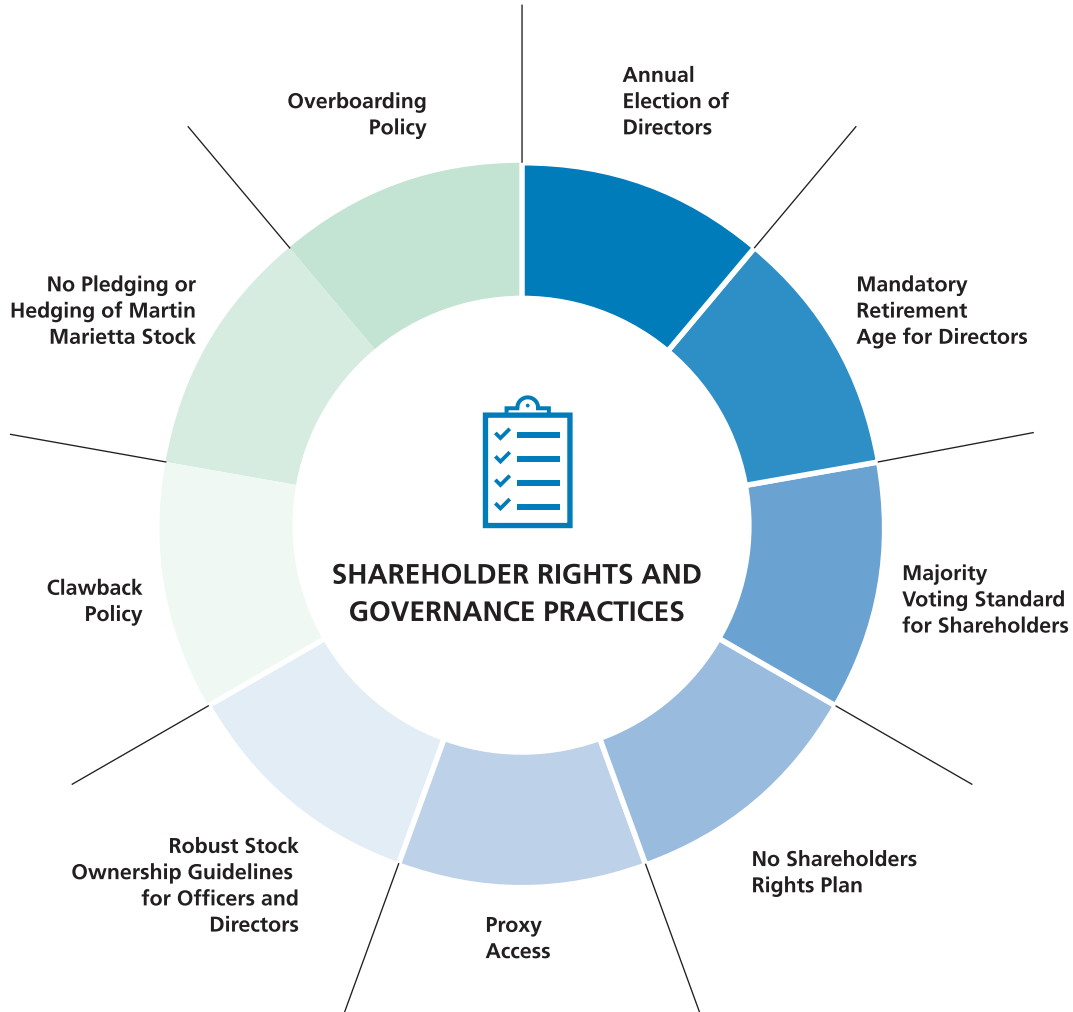 SHAREHOLDER RIGHTS AND
GOVERNANCE PRACTICES
Annual
Election of
Directors
Mandatory
Retirement
Age for Directors
Majority
Voting Standard
for Shareholders
No Shareholders
Rights Plan
Proxy
Access
Robust Stock
Ownership Guidelines
for Officers and
Directors
Clawback
Policy
No Pledging or
Hedging of Martin
Marietta Stock
Overboarding
Policy